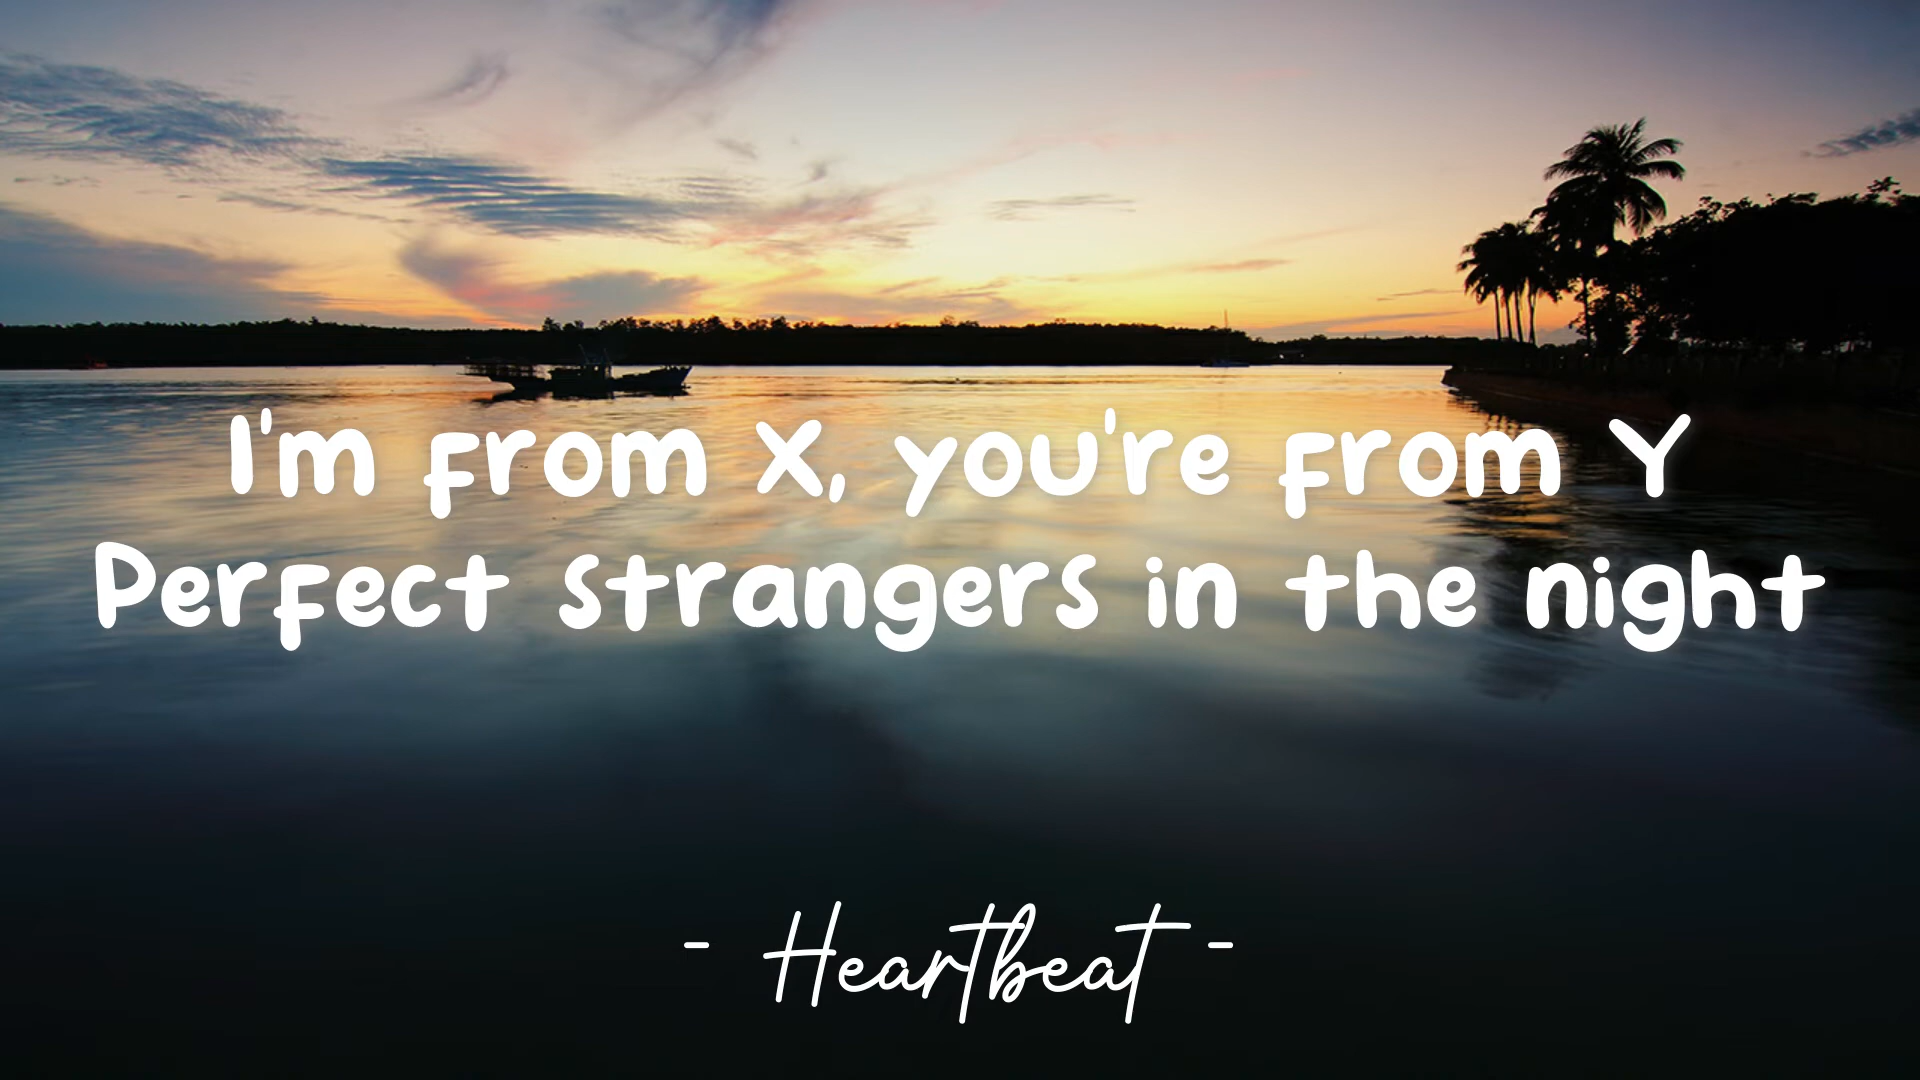 I'm from X, you're from Y
Perfect strangers in the night
- Heartbeat -